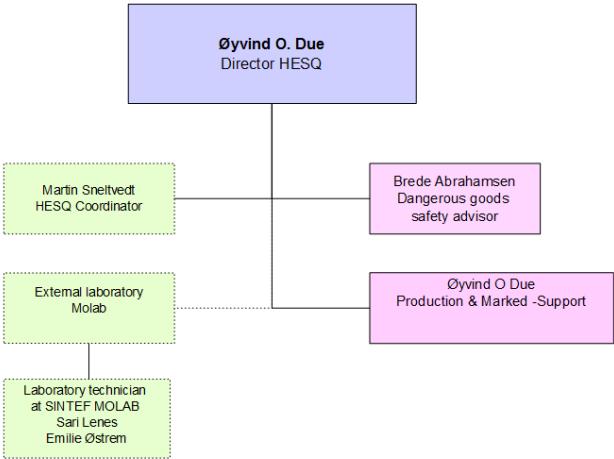 Øyvind O. Due
Director HESQ
Martin Sneltvedt
HESQ Coordinator
Brede Abrahamsen
Dangerous goods
safety advisor
External laboratory
Molab
Øyvind O Due
Production & Marked -Support
Laboratory technician
at SINTEF MOLAB
Sari Lenes
Emilie Østrem